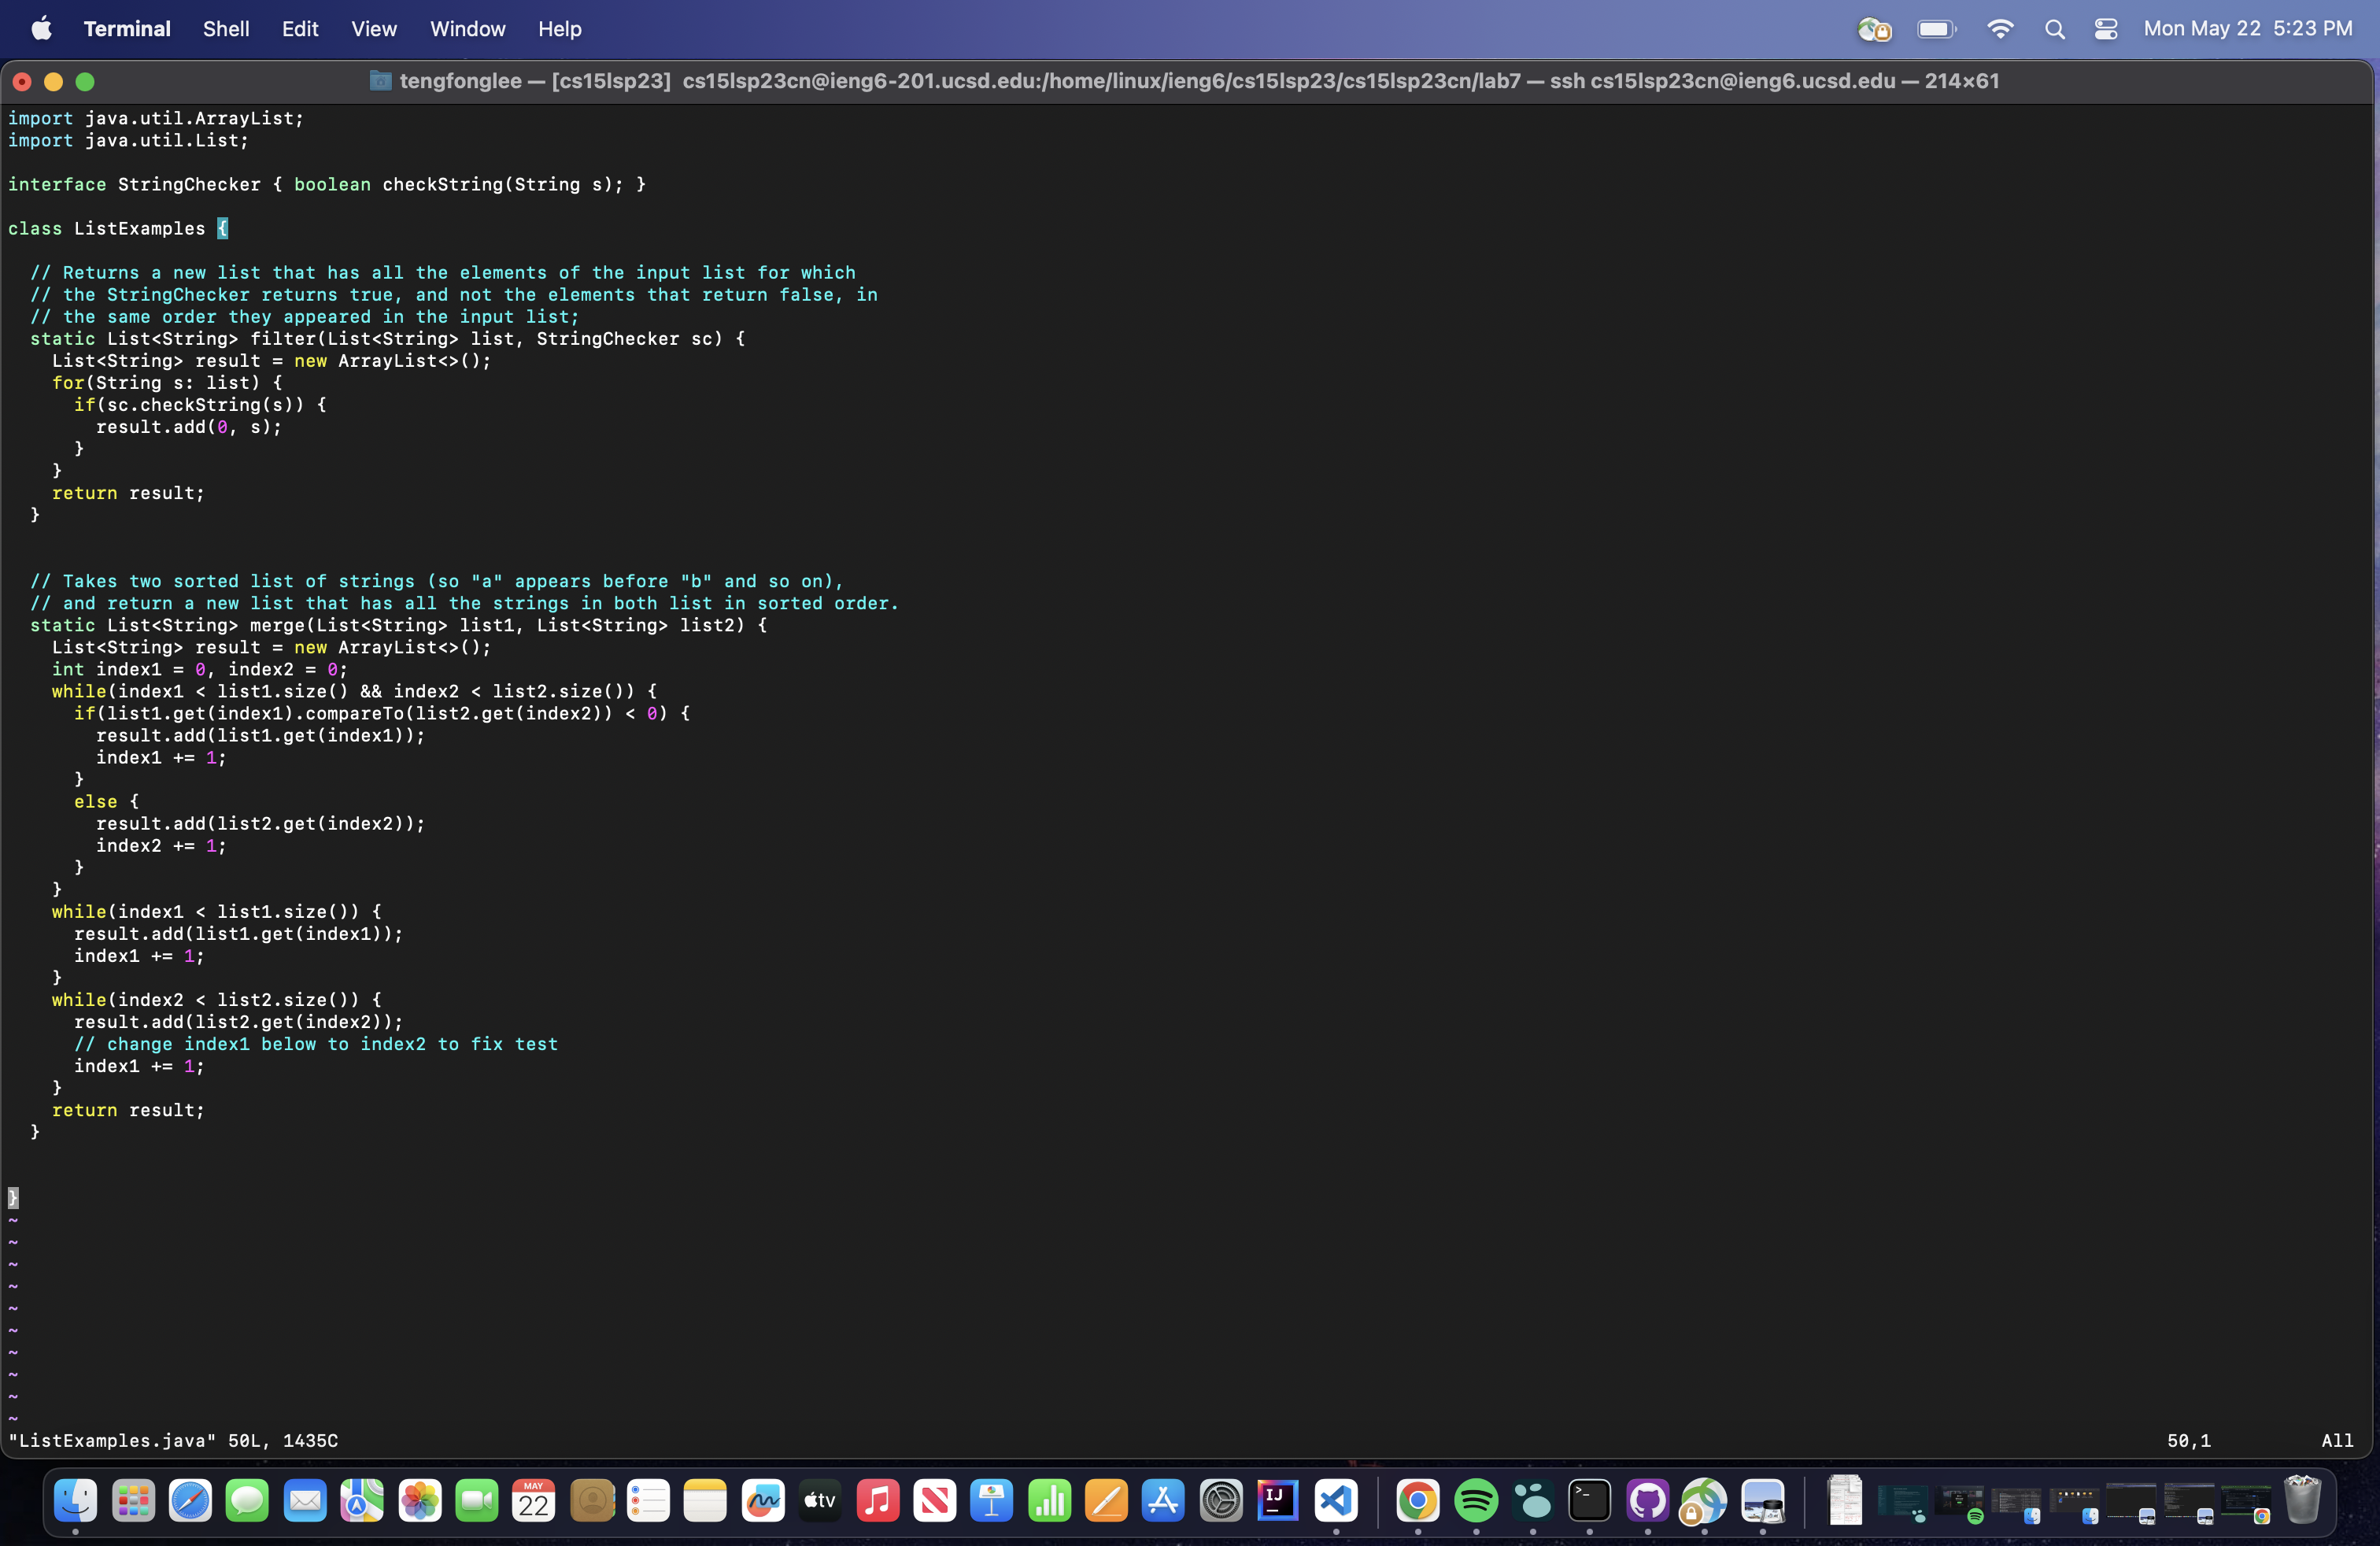 Terminal Shell Edit View Window Help Mon May 22 5:23 PM
tengfonglee — [cs15lsp23] cs15lsp23cn@ieng6-201.ucsd.edu:/home/linux/ieng6/cs15lsp23/cs15lsp23cn/lab7 — ssh cs15lsp23cn@ieng6.ucsd.edu — 214×61
import java.util.ArrayList;
import java.util.List;
interface StringChecker { boolean checkString(String s); }
class ListExamples {
// Returns a new list that has all the elements of the input list for which
// the StringChecker returns true, and not the elements that return false, in
// the same order they appeared in the input list;
static List<String> filter(List<String> list, StringChecker sc) {
List<String> result = new ArrayList<>();
for(String s: list) {
if(sc.checkString(s)) {
result.add(0, s);
}
}
return result;
}
// Takes two sorted list of strings (so "a" appears before "b" and so on),
// and return a new list that has all the strings in both list in sorted order.
static List<String> merge(List<String> list1, List<String> list2) {
List<String> result = new ArrayList<>();
int index1 = 0, index2 = 0;
while(index1 < list1.size() && index2 < list2.size()) {
if(list1.get(index1).compareTo(list2.get(index2)) < 0) {
result.add(list1.get(index1));
index1 += 1;
}
else {
result.add(list2.get(index2));
index2 += 1;
}
}
while(index1 < list1.size()) {
result.add(list1.get(index1));
index1 += 1;
}
while(index2 < list2.size()) {
result.add(list2.get(index2));
// change index1 below to index2 to fix test
index1 += 1;
}
return result;
}
}
~
~
~
~
~
~
~
~
~
~
"ListExamples.java" 50L, 1435C 50,1 All
MAY
22
tv
IJ
>_